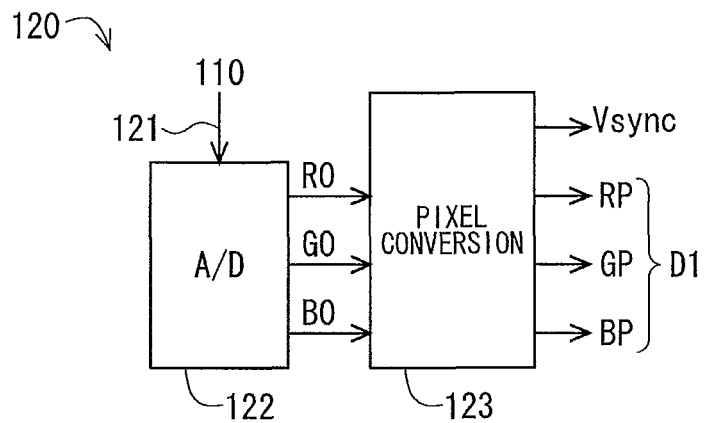 120
110
121
Vsync
R0
RP
PIXEL
CONVERSION
A/D
G0
GP
D1
B0
BP
122
123